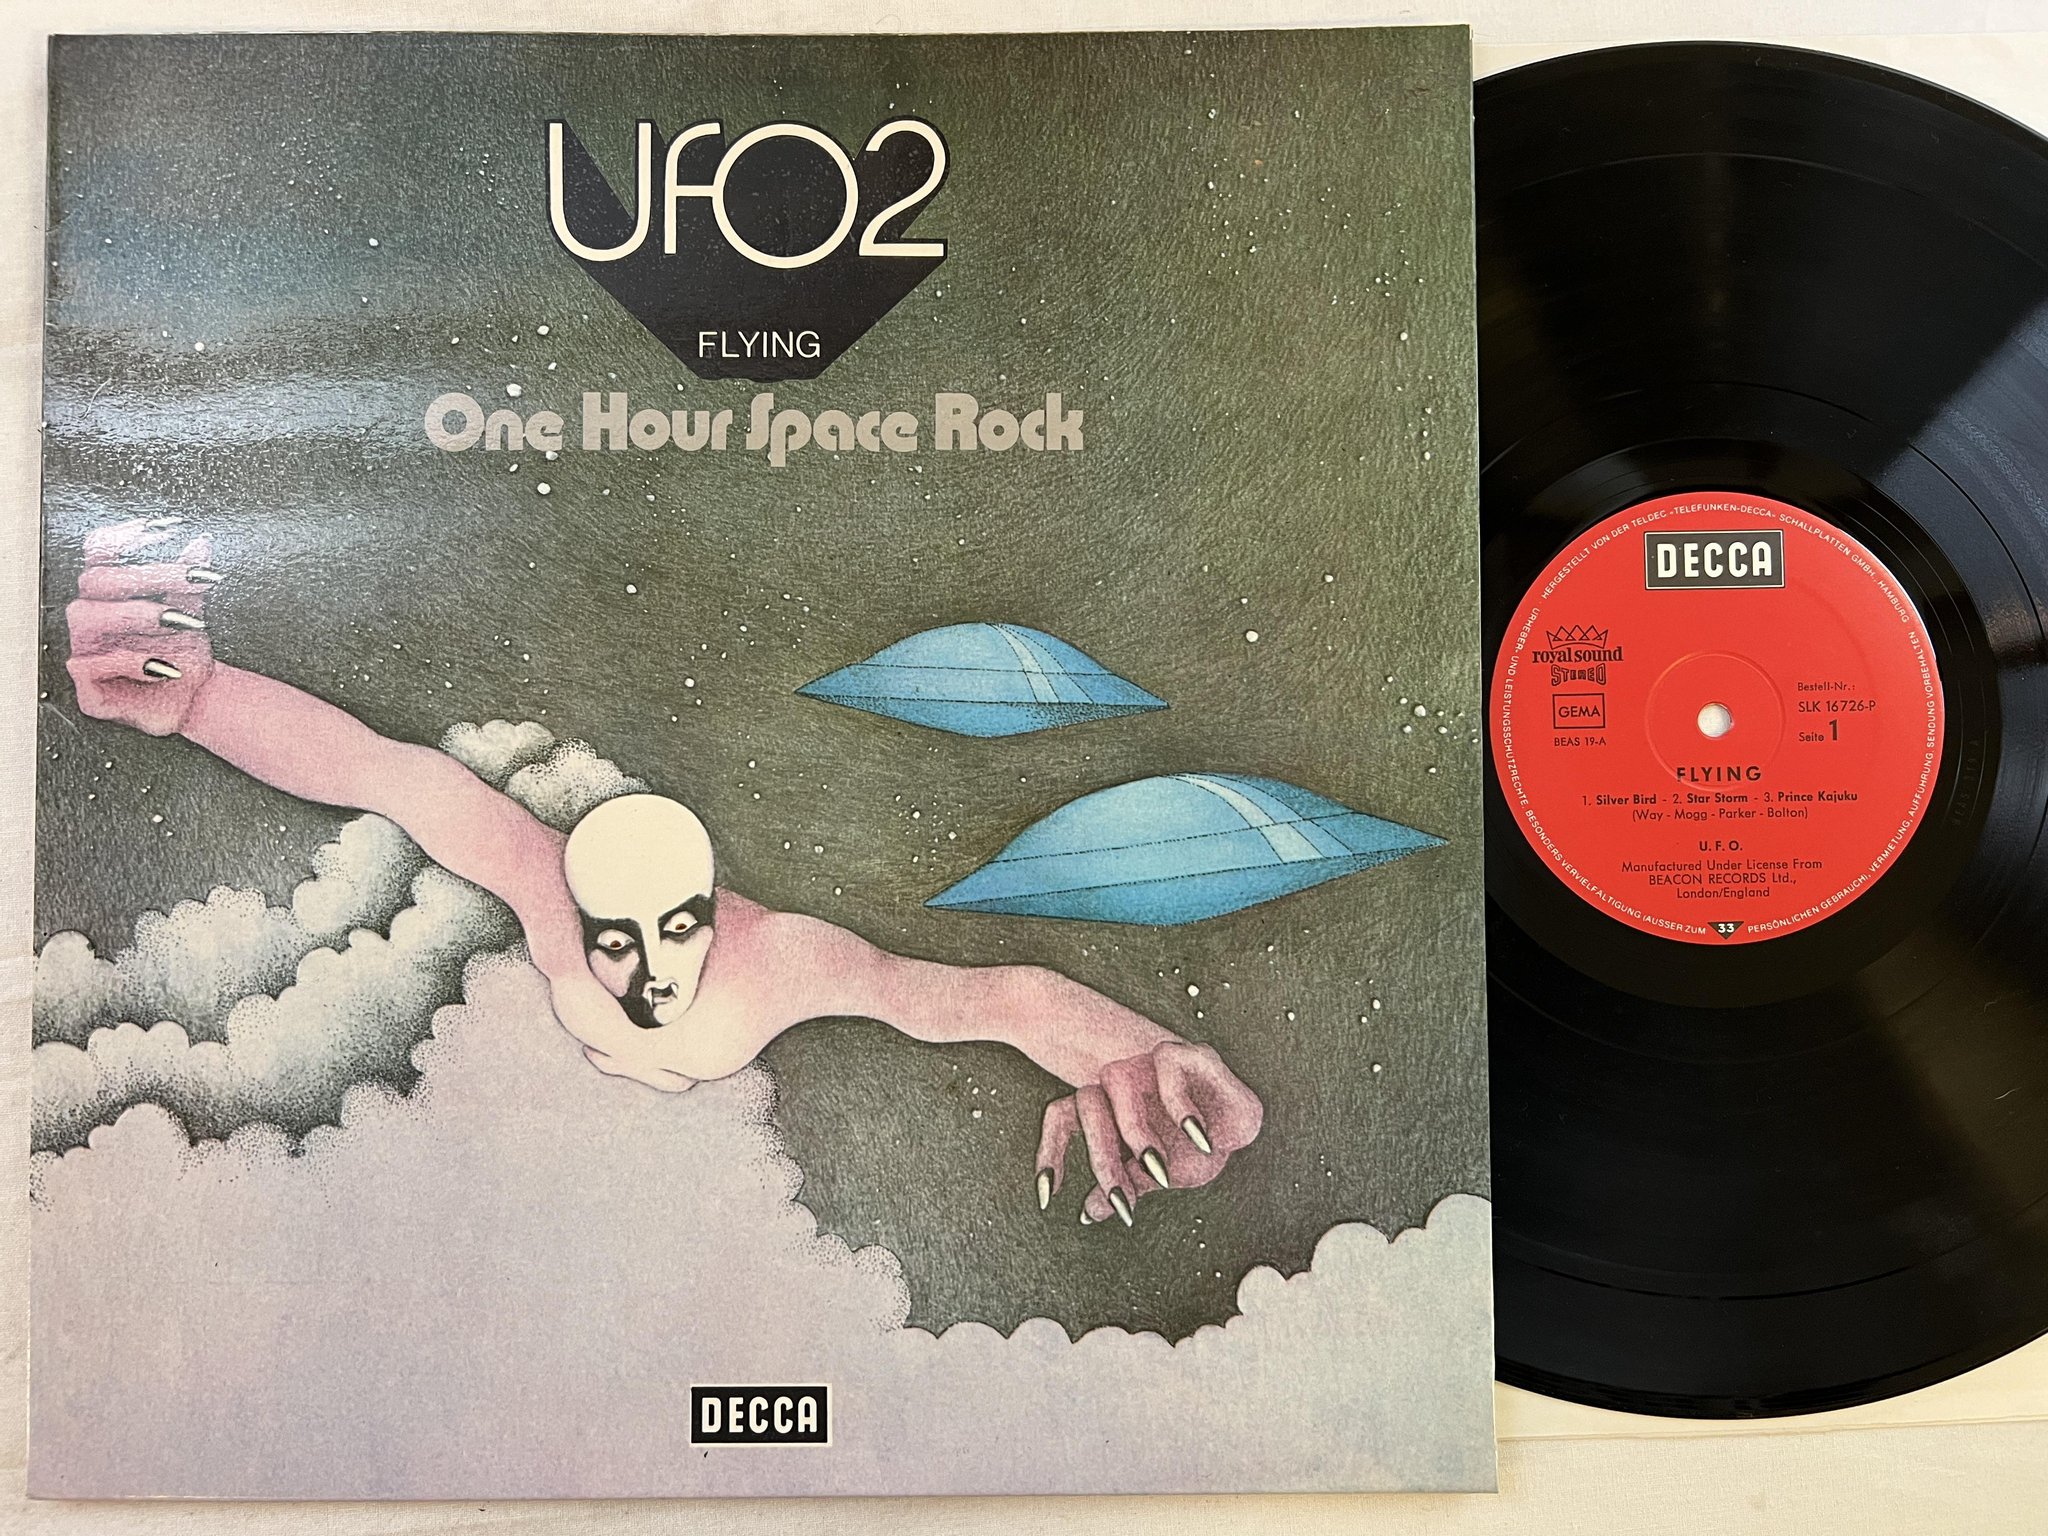 UFO2
FLYING
One Hour Space Rock
DECCA
HERGESTELLT VON DER TELDEC »TELEFUNKEN-DECCA« SCHALLPLATTEN GMBH., HAMBURG
URHEBER- UND LEISTUNGSSCHUTZRECHTE. BESONDERS VERVIELFÄLTIGUNG (AUSSER ZUM PERSÖNLICHEN GEBRAUCH), VERMIETUNG, AUFFÜHRUNG, SENDUNG VORBEHALTEN
DECCA
royal sound
STEREO
GEMA
BEAS 19-A
Bestell-Nr.:
SLK 16726-P
Seite 1
FLYING
1. Silver Bird - 2. Star Storm - 3. Prince Kajuku
(Way - Mogg - Parker - Bolton)
U. F. O.
Manufactured Under License From
BEACON RECORDS Ltd.,
London/England
33